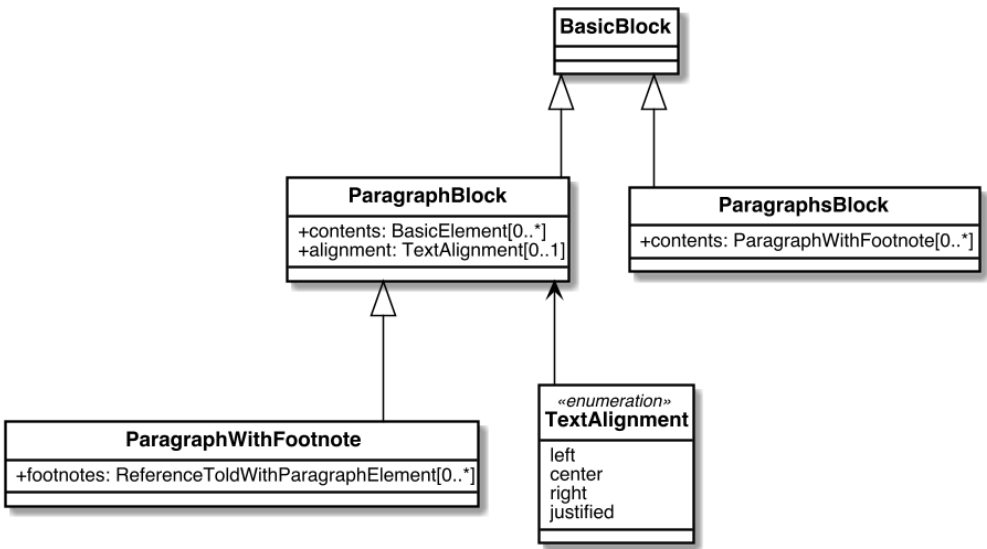 BasicBlock
ParagraphBlock
+contents: BasicElement[0..*]
+alignment: TextAlignment[0..1]
ParagraphsBlock
+contents: ParagraphWithFootnote[0..*]
ParagraphWithFootnote
+footnotes: ReferenceToIdWithParagraphElement[0..*]
«enumeration»
TextAlignment
left
center
right
justified